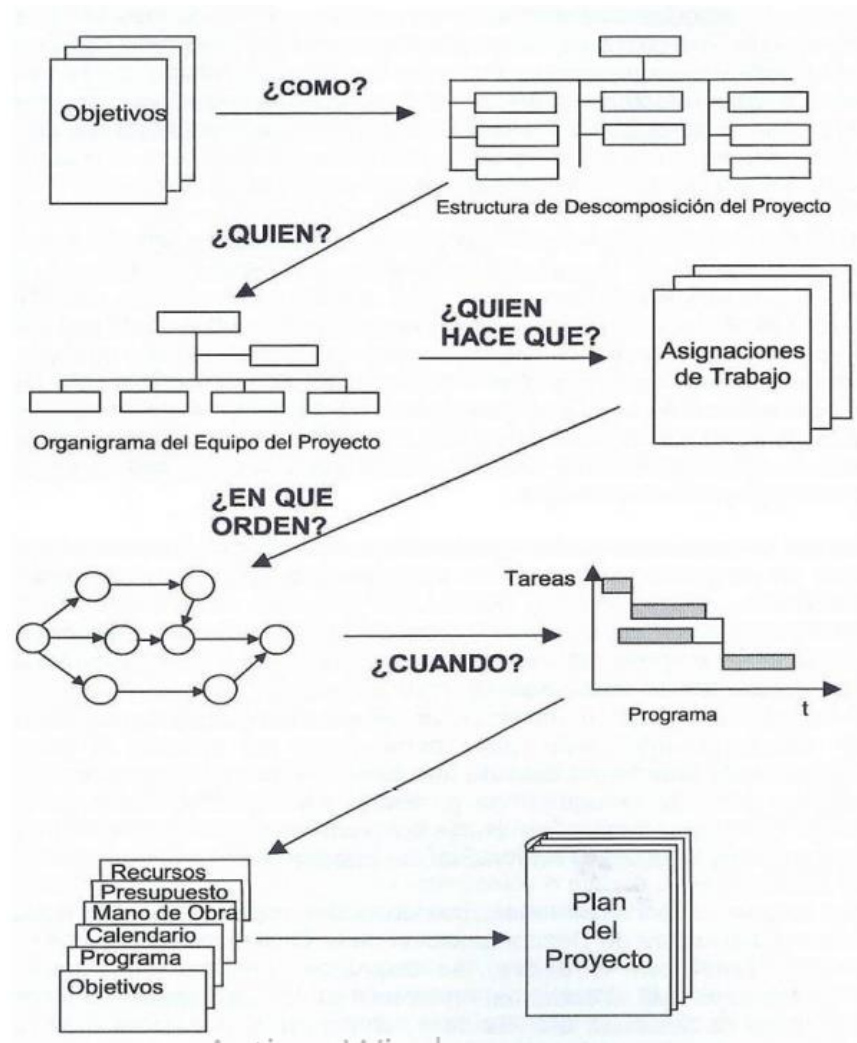 Objetivos
¿COMO?
Estructura de Descomposición del Proyecto
¿QUIEN?
Organigrama del Equipo del Proyecto
¿QUIEN
HACE QUE?
Asignaciones
de Trabajo
¿EN QUE
ORDEN?
¿CUANDO?
Tareas
Programa
t
Recursos
Presupuesto
Mano de Obra
Calendario
Programa
Objetivos
Plan
del
Proyecto